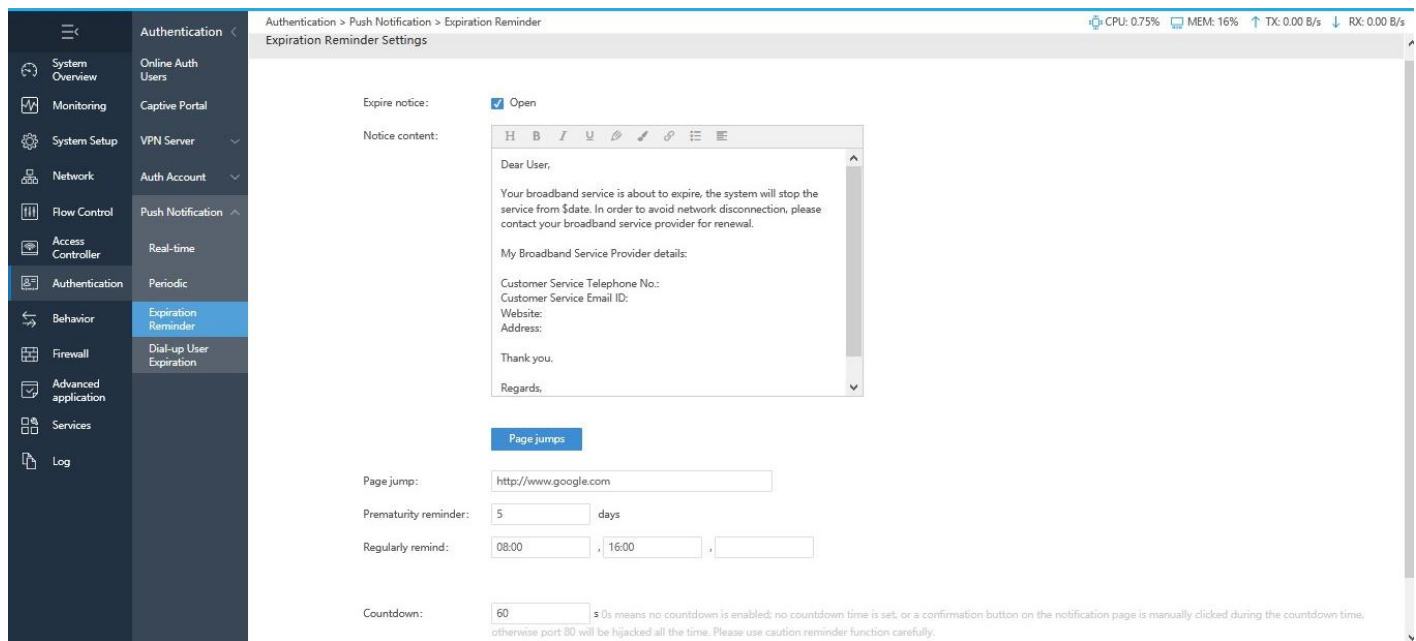 Authentication > Push Notification > Expiration Reminder
CPU: 0.75% MEM: 16% TX: 0.00 B/s RX: 0.00 B/s
Expiration Reminder Settings
System Overview
Monitoring
System Setup
Network
Flow Control
Access Controller
Authentication
Behavior
Firewall
Advanced application
Services
Log
Authentication
Online Auth Users
Captive Portal
VPN Server
Auth Account
Push Notification
Real-time
Periodic
Expiration Reminder
Dial-up User Expiration
Expire notice: Open
Notice content:
H B I U
Dear User,
Your broadband service is about to expire, the system will stop the
service from $date. In order to avoid network disconnection, please
contact your broadband service provider for renewal.
My Broadband Service Provider details:
Customer Service Telephone No.:
Customer Service Email ID:
Website:
Address:
Thank you.
Regards,
Page jumps
Page jump: http://www.google.com
Prematurity reminder: 5 days
Regularly remind: 08:00 , 16:00 ,
Countdown: 60 s 0s means no countdown is enabled; no countdown time is set, or a confirmation button on the notification page is manually clicked during the countdown time,
otherwise port 80 will be hijacked all the time. Please use caution reminder function carefully.